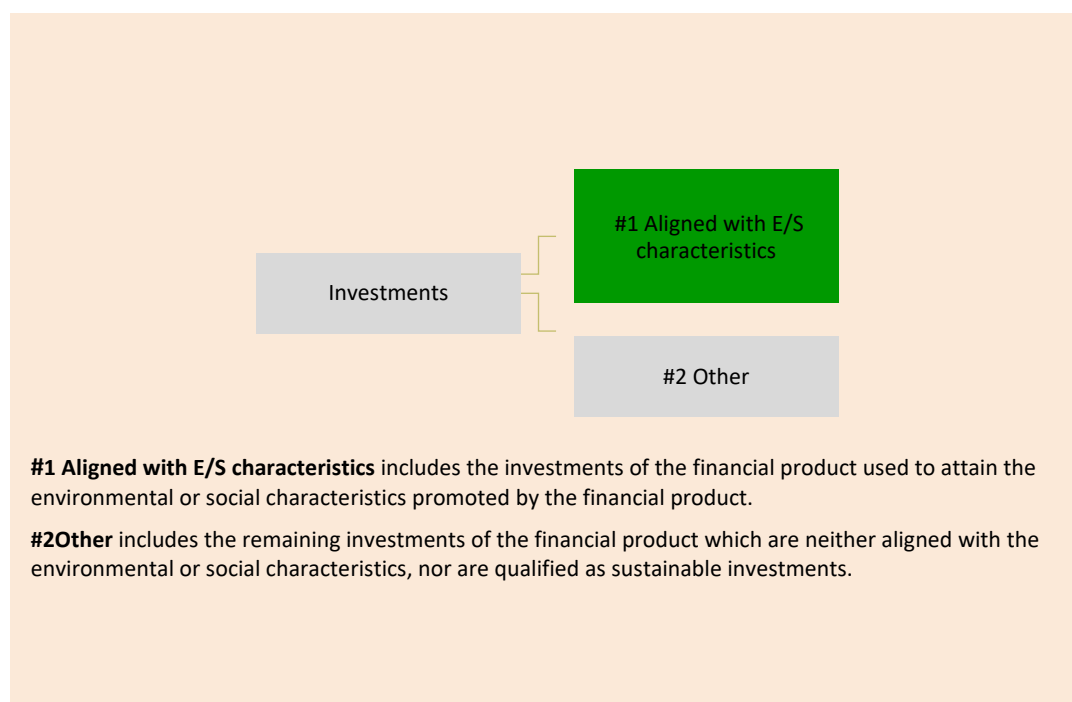 #1 Aligned with E/S
characteristics
Investments
#2 Other
#1 Aligned with E/S characteristics includes the investments of the financial product used to attain the
environmental or social characteristics promoted by the financial product.
#2Other includes the remaining investments of the financial product which are neither aligned with the
environmental or social characteristics, nor are qualified as sustainable investments.